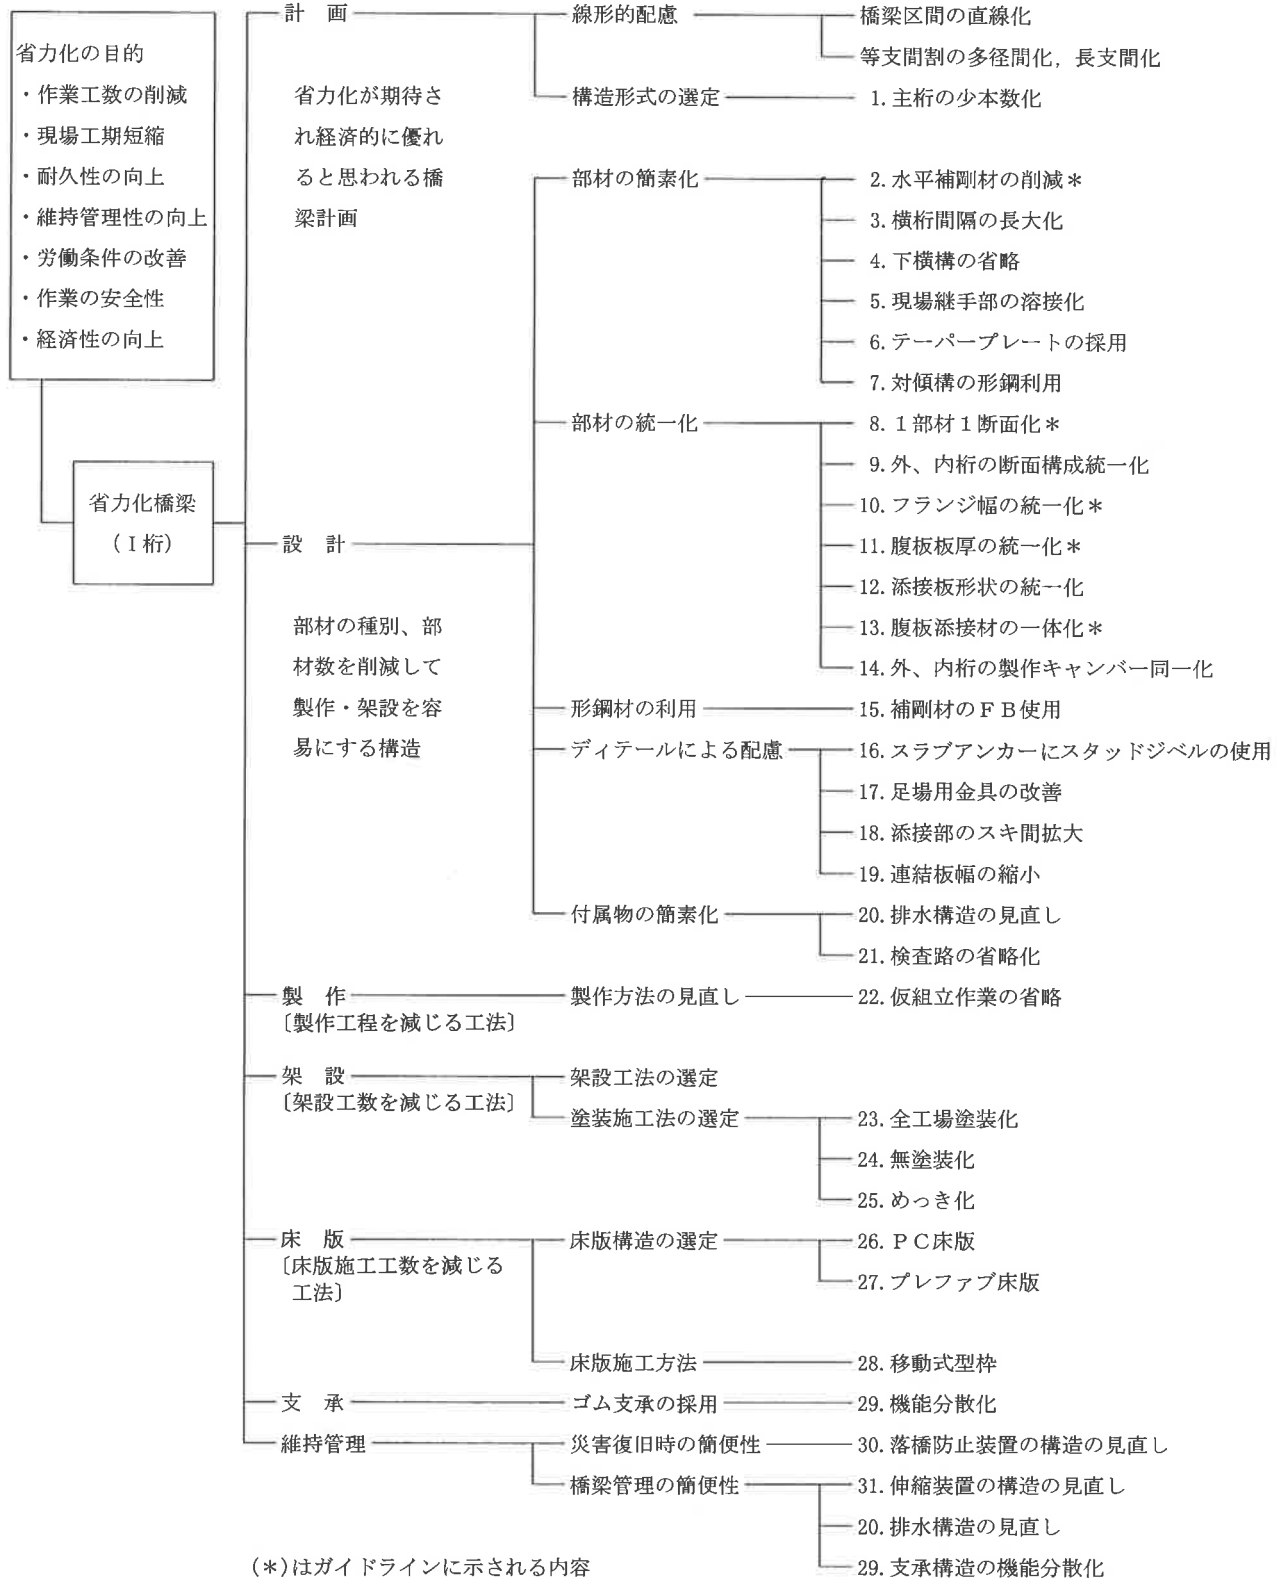 省力化の目的
・作業工数の削減
・現場工期短縮
・耐久性の向上
・維持管理性の向上
・労働条件の改善
・作業の安全性
・経済性の向上
省力化橋梁
(Ｉ桁)
計　画
省力化が期待さ
れ経済的に優れ
ると思われる橋
梁計画
線形的配慮
橋梁区間の直線化
等支間割の多径間化，長支間化
構造形式の選定
1. 主桁の少本数化
設　計
部材の種別、部
材数を削減して
製作・架設を容
易にする構造
部材の簡素化
2. 水平補剛材の削減＊
3. 横桁間隔の長大化
4. 下横構の省略
5. 現場継手部の溶接化
6. テーパープレートの採用
7. 対傾構の形鋼利用
部材の統一化
8. １部材１断面化＊
9. 外、内桁の断面構成統一化
10. フランジ幅の統一化＊
11. 腹板板厚の統一化＊
12. 添接板形状の統一化
13. 腹板添接材の一体化＊
14. 外、内桁の製作キャンバー同一化
形鋼材の利用
15. 補剛材のＦＢ使用
ディテールによる配慮
16. スラブアンカーにスタッドジベルの使用
17. 足場用金具の改善
18. 添接部のスキ間拡大
19. 連結板幅の縮小
付属物の簡素化
20. 排水構造の見直し
21. 検査路の省略化
製　作
〔製作工程を減じる工法〕
製作方法の見直し
22. 仮組立作業の省略
架　設
〔架設工数を減じる工法〕
架設工法の選定
塗装施工法の選定
23. 全工場塗装化
24. 無塗装化
25. めっき化
床　版
〔床版施工工数を減じる
工法〕
床版構造の選定
26. ＰＣ床版
27. プレファブ床版
床版施工方法
28. 移動式型枠
支　承
ゴム支承の採用
29. 機能分散化
維持管理
災害復旧時の簡便性
30. 落橋防止装置の構造の見直し
橋梁管理の簡便性
31. 伸縮装置の構造の見直し
20. 排水構造の見直し
29. 支承構造の機能分散化
(＊)はガイドラインに示される内容